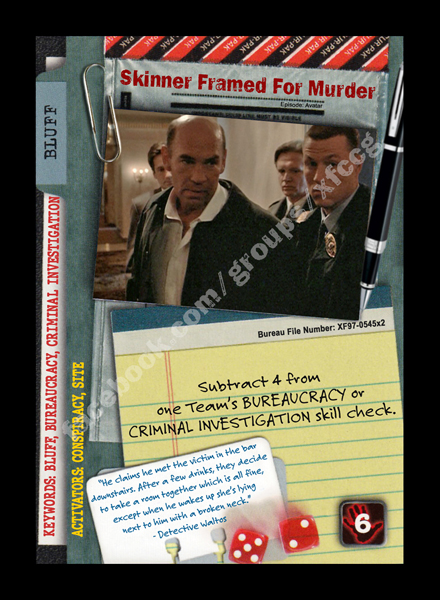 Skinner Framed For Murder
Episode: Avatar
BLUFF
KEYWORDS: BLUFF, BUREAUCRACY, CRIMINAL INVESTIGATION
ACTIVATORS: CONSPIRACY, SITE
facebook.com/groups/xfccg
Bureau File Number: XF97-0545x2
Subtract 4 from
one Team's BUREAUCRACY or
CRIMINAL INVESTIGATION skill check.
"He claims he met the victim in the bar
downstairs. After a few drinks, they decide
to take a room together which is all fine,
except when he wakes up she's lying
next to him with a broken neck."
- Detective Waltos
6